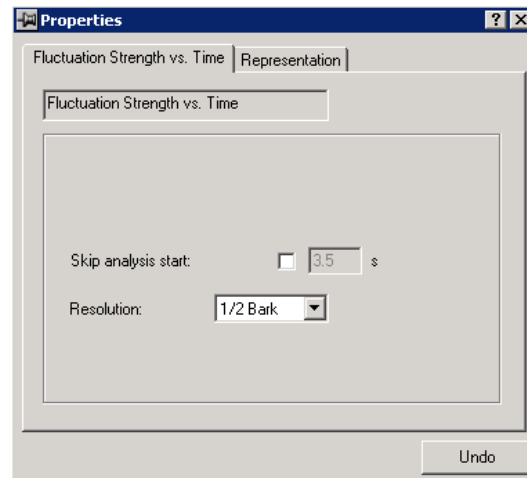 Properties
Fluctuation Strength vs. Time Representation
Fluctuation Strength vs. Time
Skip analysis start: 3.5 s
Resolution: 1/2 Bark
Undo